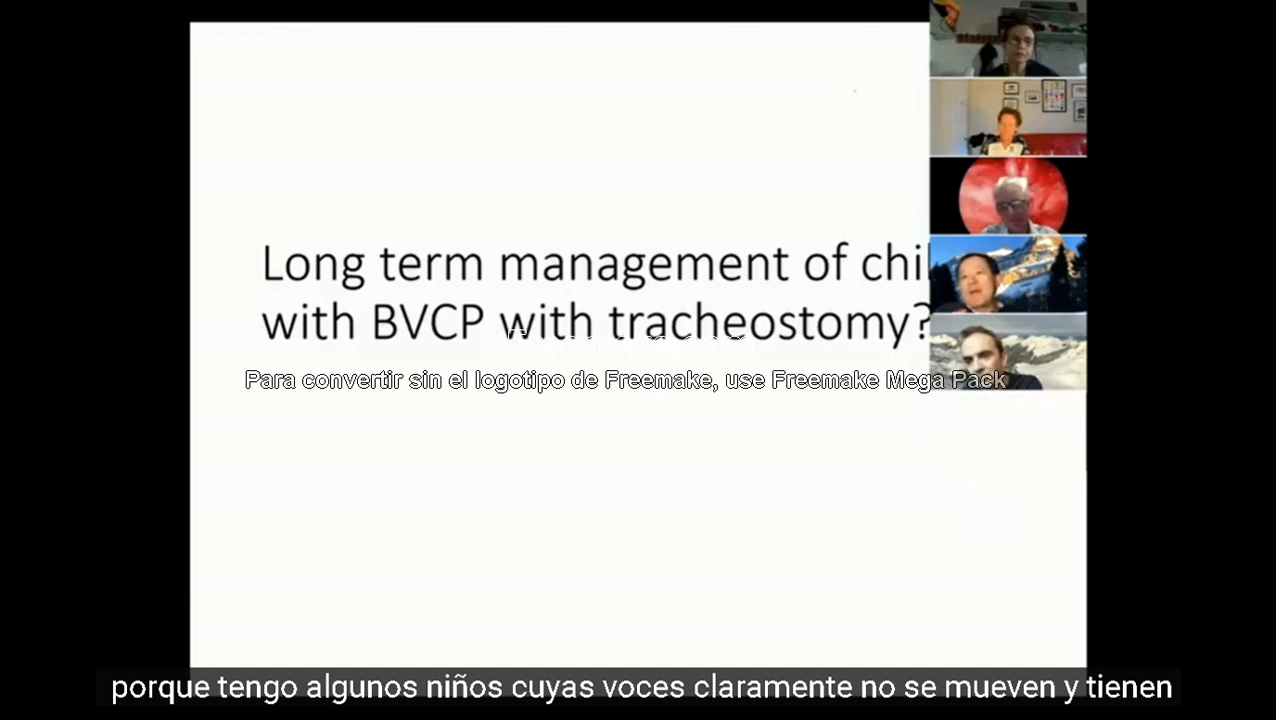 Long term management of chil
with BVCP with tracheostomy?
Para convertir sin el logotipo de Freemake, use Freemake Mega Pack
porque tengo algunos niños cuyas voces claramente no se mueven y tienen